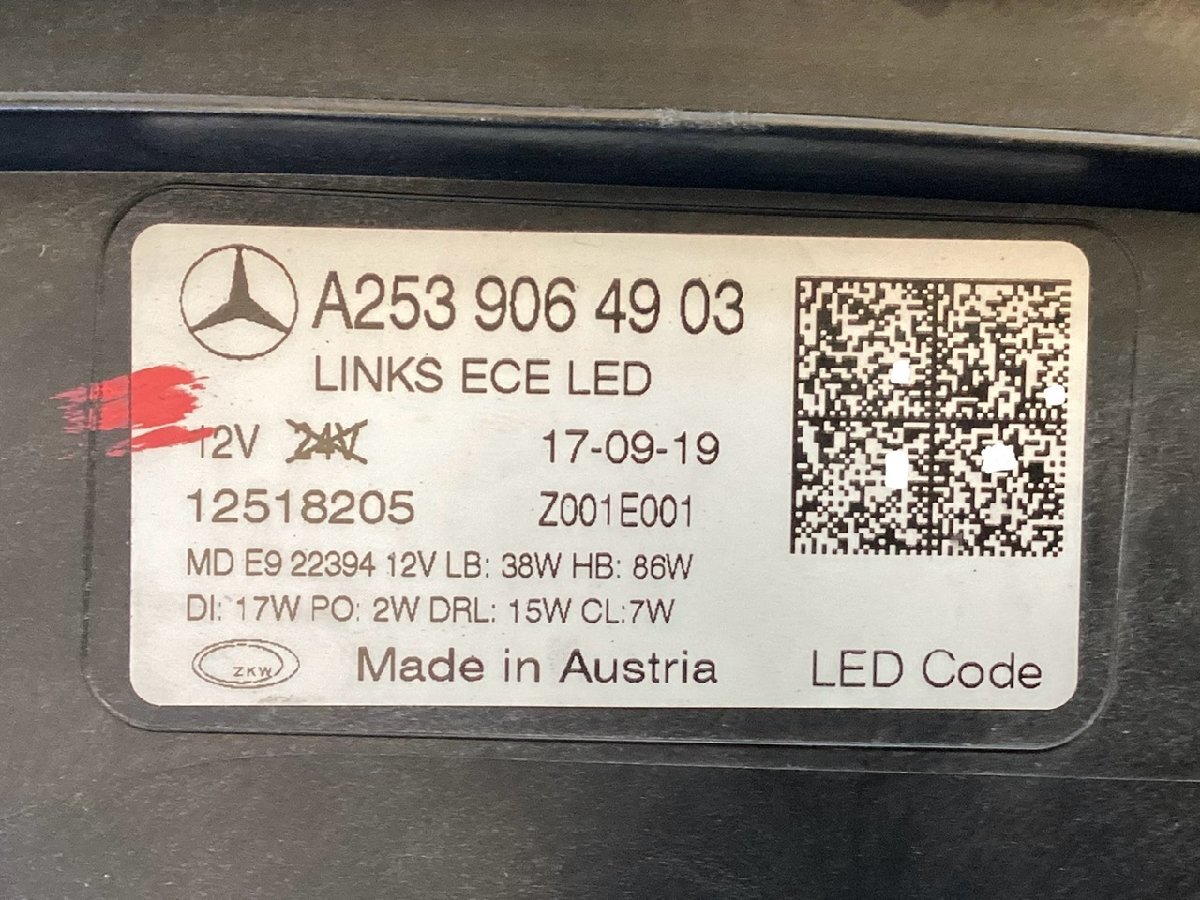 A253 906 49 03
LINKS ECE LED
12V 24V 17-09-19
12518205 Z001E001
MD E9 22394 12V LB: 38W HB: 86W
DI: 17W PO: 2W DRL: 15W CL:7W
ZKW Made in Austria LED Code